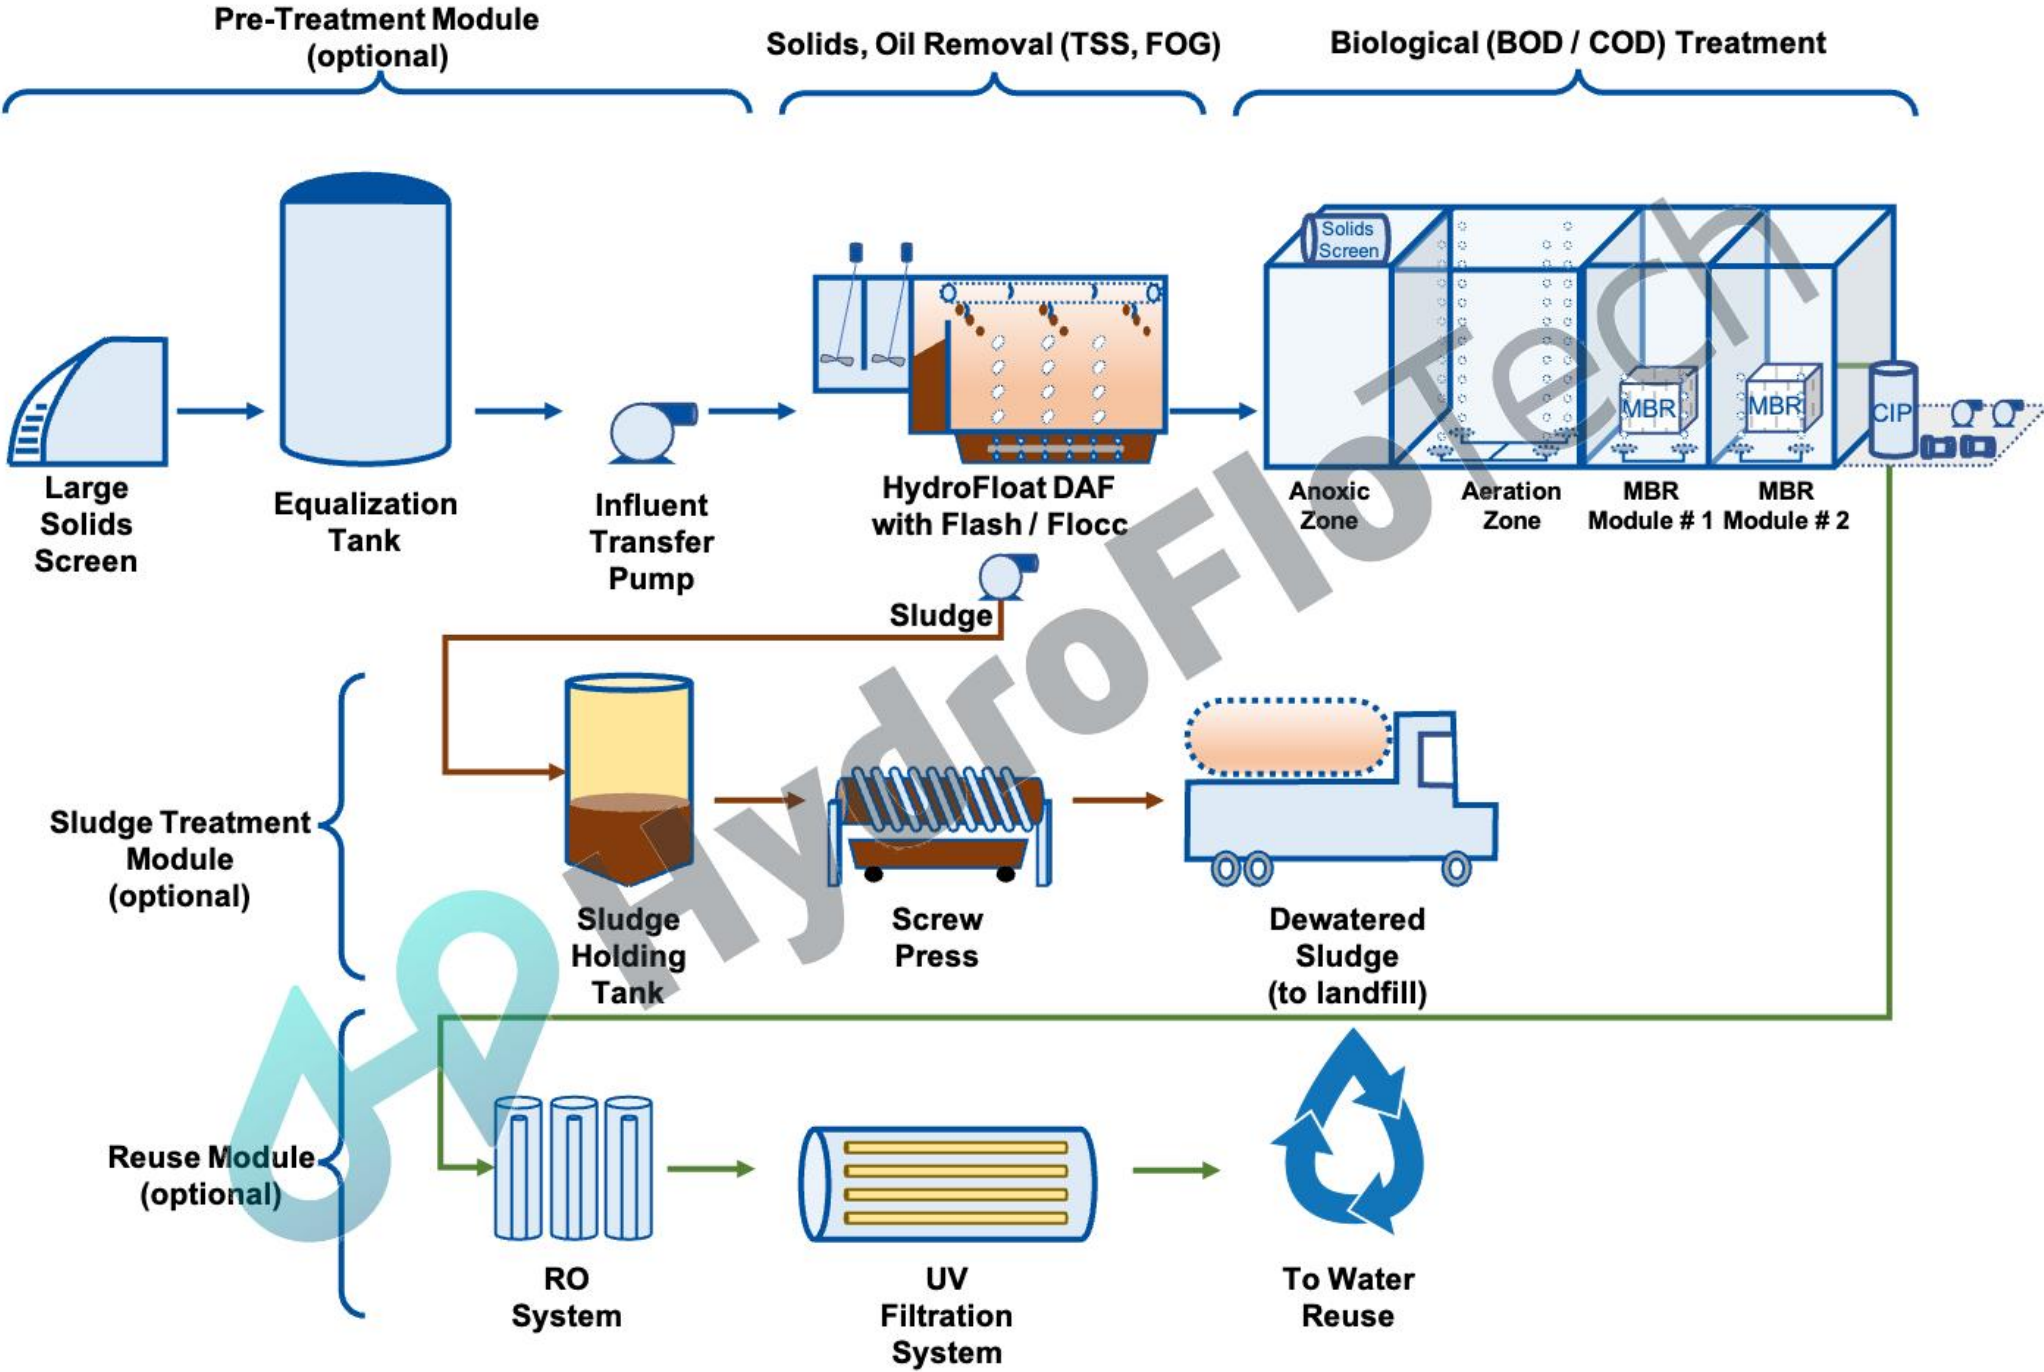 Pre-Treatment Module
(optional)
Solids, Oil Removal (TSS, FOG)
Biological (BOD / COD) Treatment
Solids
Screen
MBR
MBR
CIP
Large
Solids
Screen
Equalization
Tank
Influent
Transfer
Pump
HydroFloat DAF
with Flash / Flocc
Anoxic
Zone
Aeration
Zone
MBR
Module # 1
MBR
Module # 2
Sludge
HydroFloTech
Sludge Treatment
Module
(optional)
Sludge
Holding
Tank
Screw
Press
Dewatered
Sludge
(to landfill)
Reuse Module
(optional)
RO
System
UV
Filtration
System
To Water
Reuse